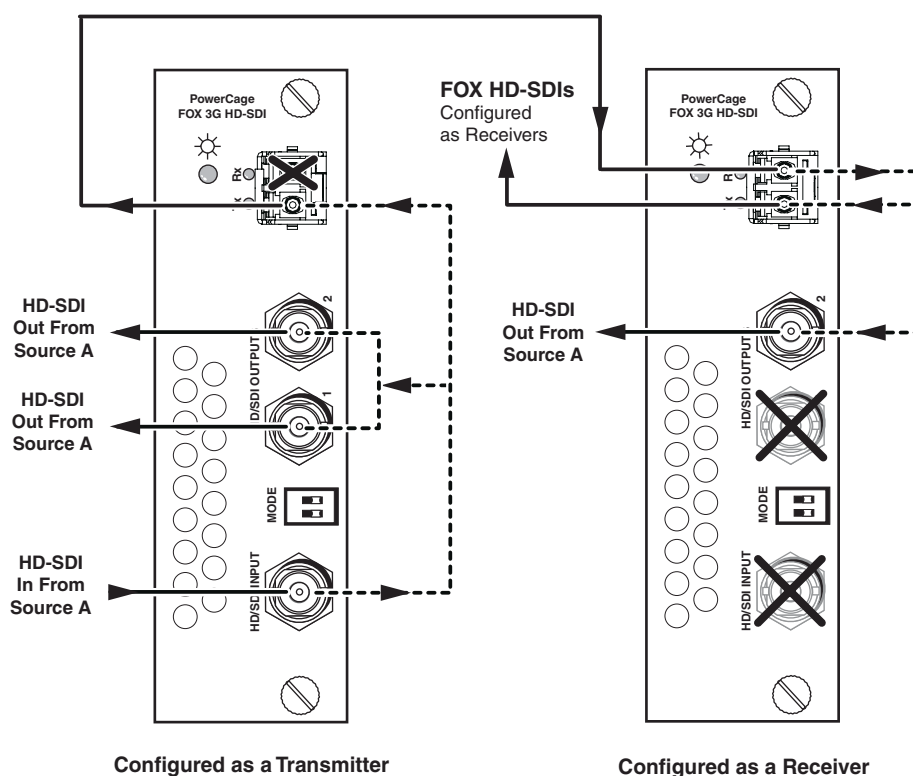 FOX HD-SDIs
Configured
as Receivers
PowerCage
FOX 3G HD-SDI
Rx
x
HD-SDI
Out From
Source A
2
D/SDI OUTPUT
HD-SDI
Out From
Source A
1
MODE
HD-SDI
In From
Source A
HD/SDI INPUT
Configured as a Transmitter
PowerCage
FOX 3G HD-SDI
R
x
HD-SDI
Out From
Source A
2
HD/SDI OUTPUT
MODE
HD/SDI INPUT
Configured as a Receiver